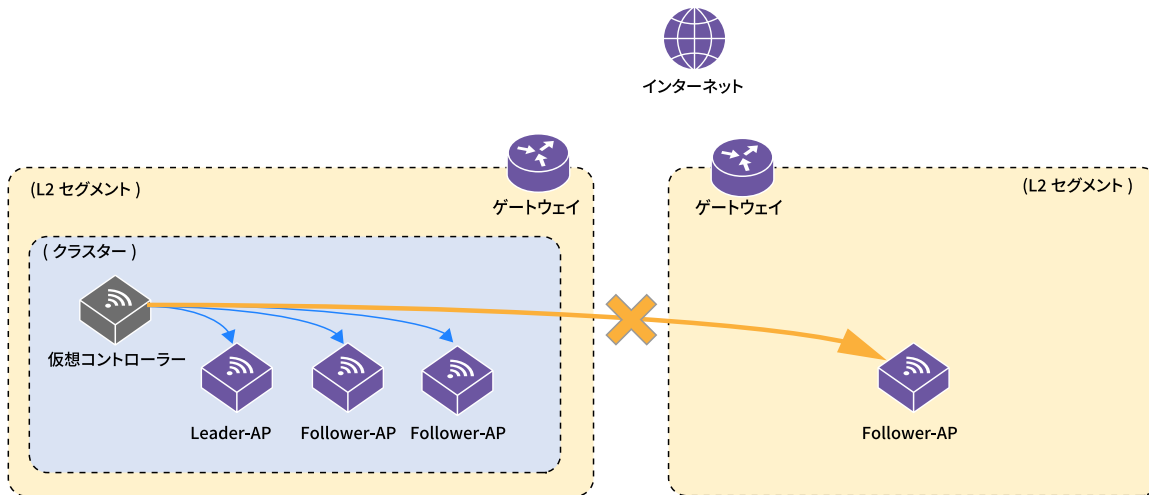 インターネット
(L2 セグメント )
ゲートウェイ
ゲートウェイ
(L2 セグメント )
( クラスター )
仮想コントローラー
Leader-AP
Follower-AP
Follower-AP
Follower-AP